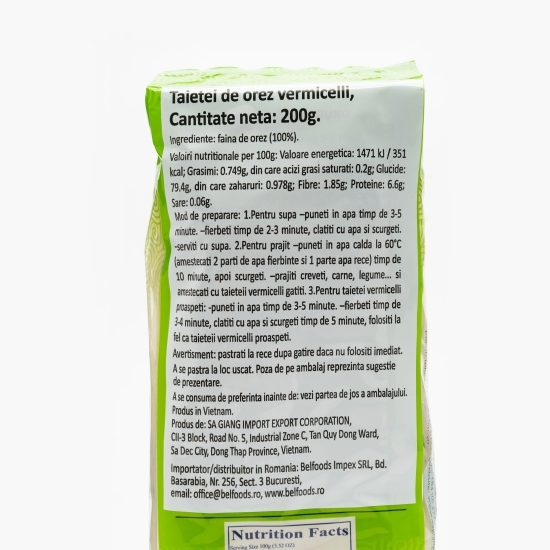 Taietei de orez vermicelli,
Cantitate neta: 200g.
Ingrediente: faina de orez (100%).
Valori nutritionale per 100g: Valoare energetica: 1471 kJ / 351
kcal; Grasimi: 0.749g, din care acizi grasi saturati: 0.2g; Glucide:
79.4g, din care zaharuri: 0.978g; Fibre: 1.85g; Proteine: 6.6g;
Sare: 0.06g.
Mod de preparare: 1.Pentru supa –puneti in apa timp de 3-5
minute. –fierbeti timp de 2-3 minute, clatiti cu apa si scurgeti.
-serviti cu supa. 2.Pentru prajit –puneti in apa calda la 60°C
(amestecati 2 parti de apa fierbinte si 1 parte apa rece) timp de
10 minute, apoi scurgeti. –prajiti creveti, carne, legume... si
amestecati cu taieteii vermicelli gatiti. 3.Pentru taietei vermicelli
proaspeti: -puneti in apa timp de 3-5 minute. –fierbeti timp de
3-4 minute, clatiti cu apa si scurgeti timp de 5 minute, folositi la
fel ca taieteii vermicelli proaspeti.
Avertisment: pastrati la rece dupa gatire daca nu folositi imediat.
A se pastra la loc uscat. Poza de pe ambalaj reprezinta sugestie
de prezentare.
A se consuma de preferinta inainte de: vezi partea de jos a ambalajului.
Produs in Vietnam.
Produs de: SA GIANG IMPORT EXPORT CORPORATION,
CII-3 Block, Road No. 5, Industrial Zone C, Tan Quy Dong Ward,
Sa Dec City, Dong Thap Province, Vietnam.
Importator/distribuitor in Romania: Belfoods Impex SRL, Bd.
Basarabia, Nr. 256, Sect. 3 Bucuresti,
email: office@belfoods.ro, www.belfoods.ro
Nutrition Facts
Serving Size 100g (3.52 OZ)